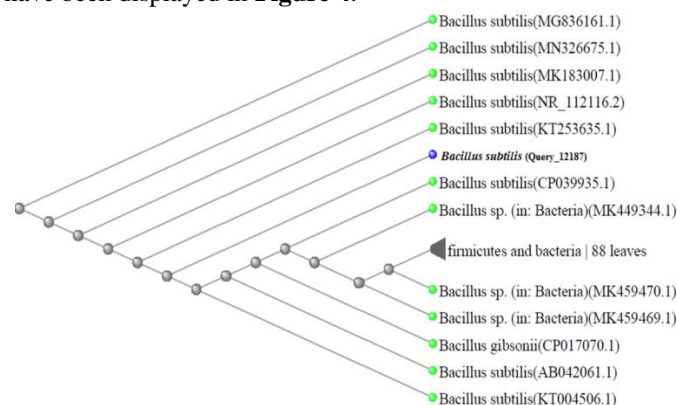 have been displayed in Figure 4.
Bacillus subtilis(MG836161.1)
Bacillus subtilis(MN326675.1)
Bacillus subtilis(MK183007.1)
Bacillus subtilis(NR_112116.2)
Bacillus subtilis(KT253635.1)
Bacillus subtilis (Query_12187)
Bacillus subtilis(CP039935.1)
Bacillus sp. (in: Bacteria)(MK449344.1)
firmicutes and bacteria | 88 leaves
Bacillus sp. (in: Bacteria)(MK459470.1)
Bacillus sp. (in: Bacteria)(MK459469.1)
Bacillus gibsonii(CP017070.1)
Bacillus subtilis(AB042061.1)
Bacillus subtilis(KT004506.1)